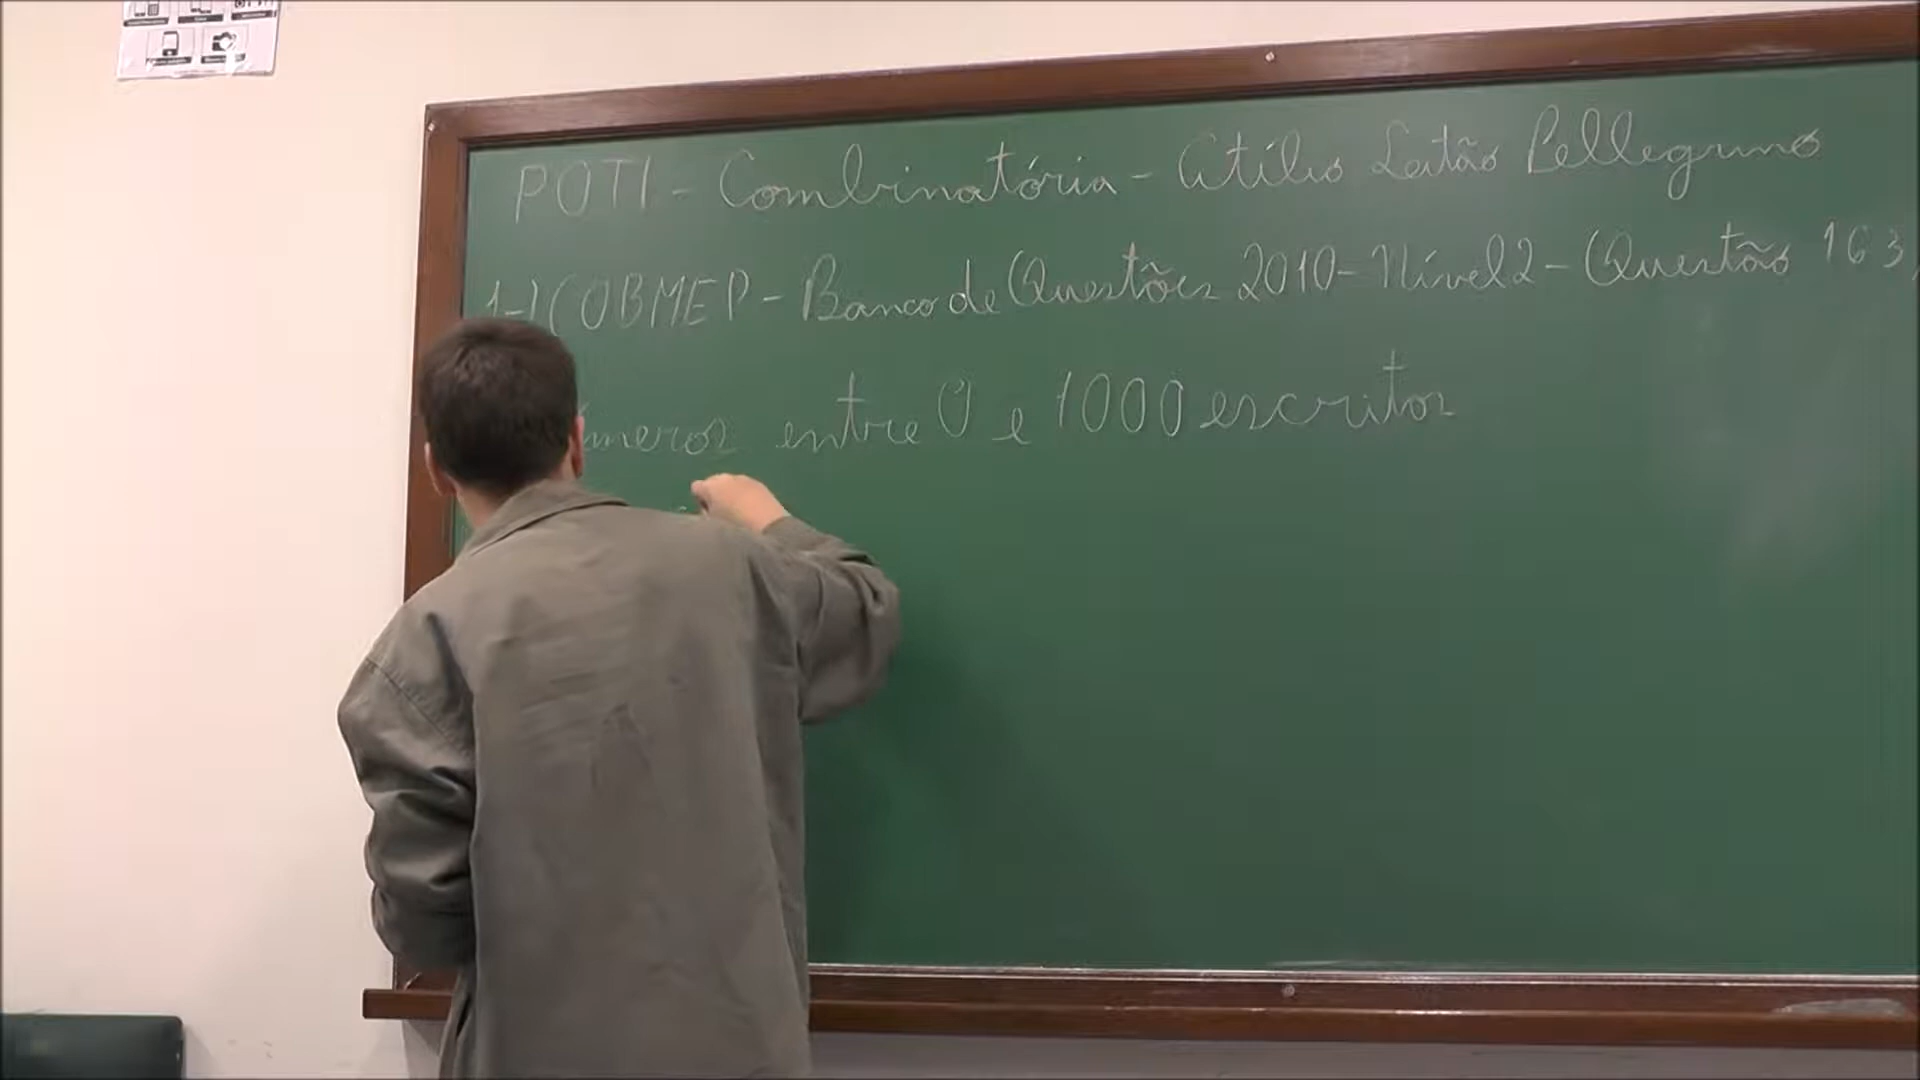 POTI - Combinatória - Atílio Leitão Pellegrino
1-) (OBMEP - Banco de Questões 2010 - Nível 2 - Questão 163)
úmeros entre 0 e 1000 escritos